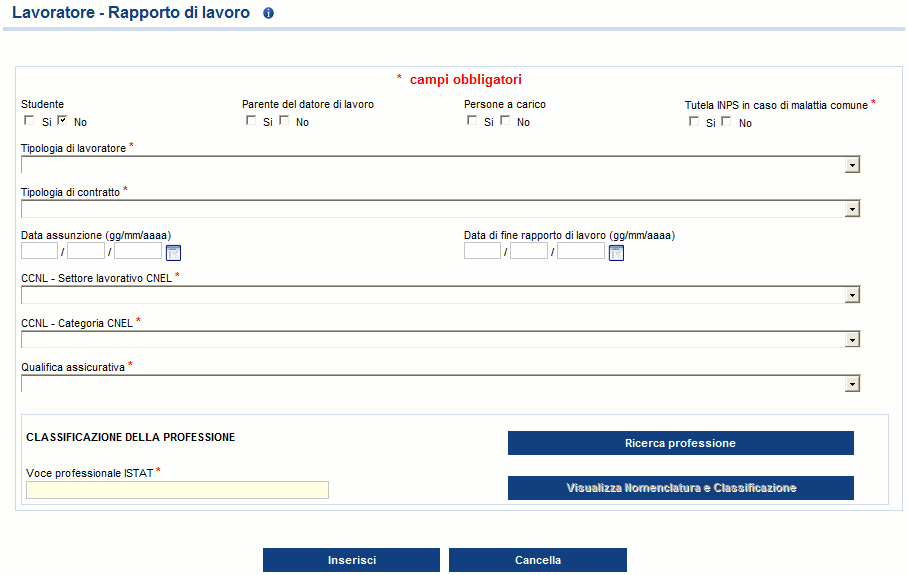 Lavoratore - Rapporto di lavoro i
* campi obbligatori
Studente Parente del datore di lavoro Persone a carico Tutela INPS in caso di malattia comune *
Si No Si No Si No Si No
Tipologia di lavoratore *
Tipologia di contratto *
Data assunzione (gg/mm/aaaa) Data di fine rapporto di lavoro (gg/mm/aaaa)
/ / / /
CCNL - Settore lavorativo CNEL *
CCNL - Categoria CNEL *
Qualifica assicurativa *
CLASSIFICAZIONE DELLA PROFESSIONE
Ricerca professione
Voce professionale ISTAT *
Visualizza Nomenclatura e Classificazione
Inserisci Cancella